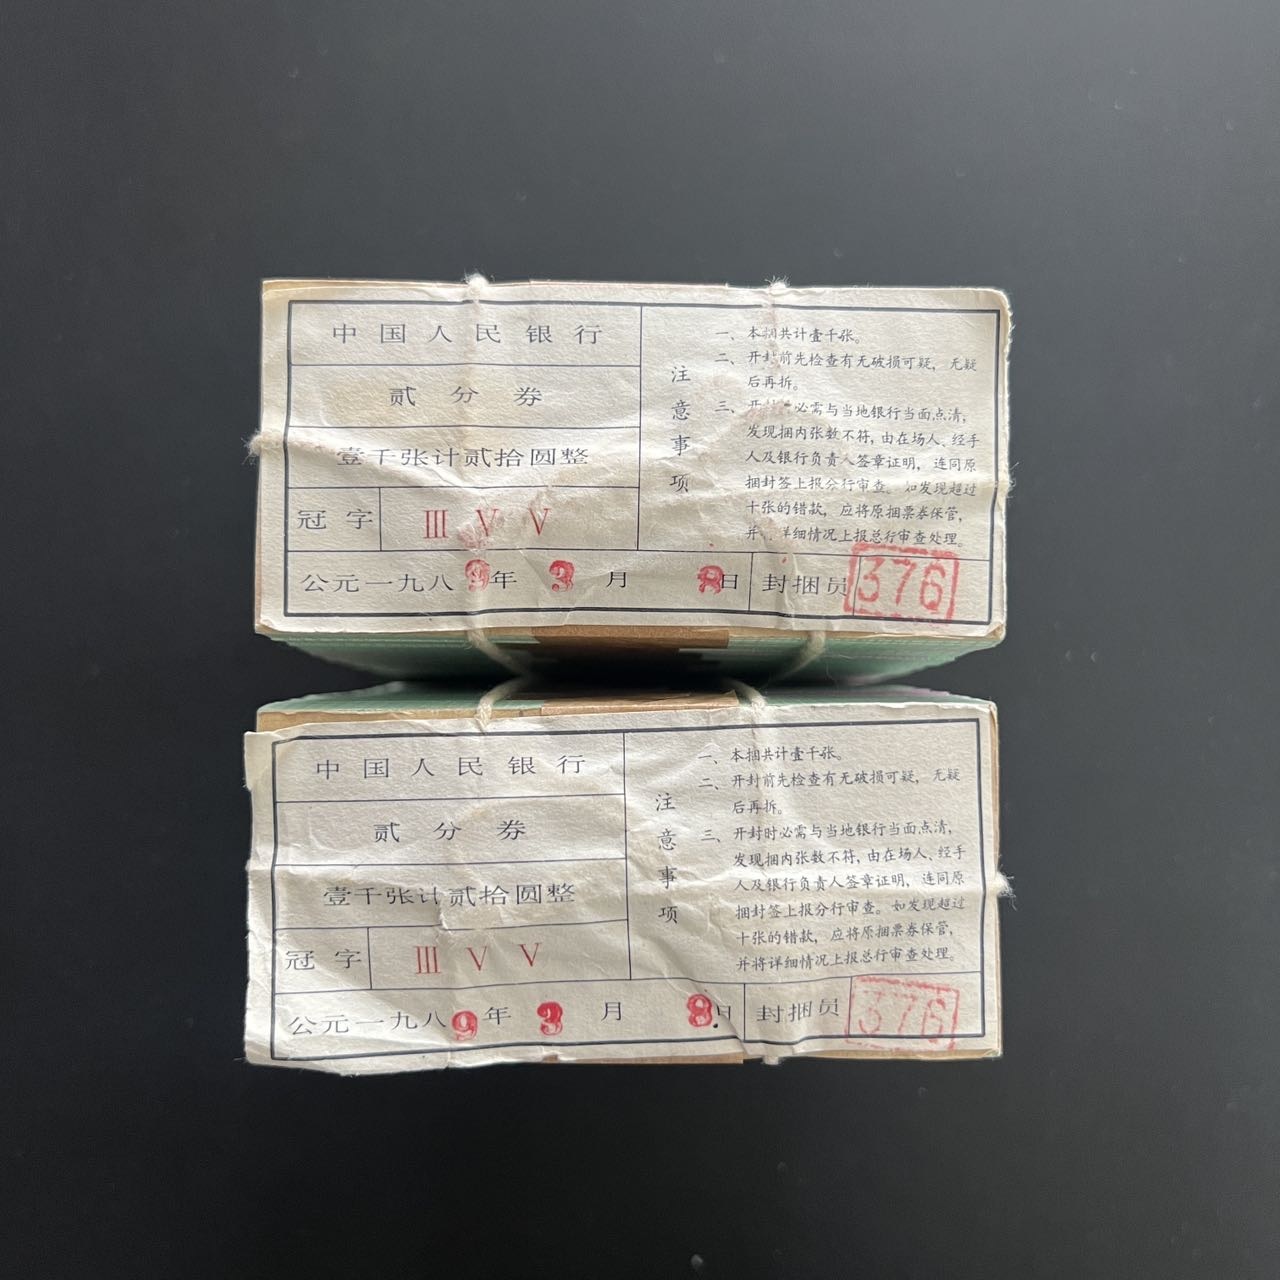 中国人民银行
贰分券
壹千张计贰拾圆整
冠字 Ⅲ V V
公元一九八9年3月8日
封捆员 376
注意事项
一、本捆共计壹千张。
二、开封前先检查有无破损可疑，无疑
后再拆。
三、开封 必需与当地银行当面点清，
发现捆内张数不符，由在场人、经手
人及银行负责人签章证明，连同原
捆封签上报分行审查。如发现超过
十张的错款，应将原捆票券保管，
并 详细情况上报总行审查处理。
中国人民银行
贰分券
壹千张计贰拾圆整
冠字 Ⅲ V V
公元一九八9年3月8日
封捆员 376
注意事项
一、本捆共计壹千张。
二、开封前先检查有无破损可疑，无疑
后再拆。
三、开封时必需与当地银行当面点清，
发现捆内张数不符，由在场人、经手
人及银行负责人签章证明，连同原
捆封签上报分行审查。如发现超过
十张的错款，应将原捆票券保管，
并将详细情况上报总行审查处理。